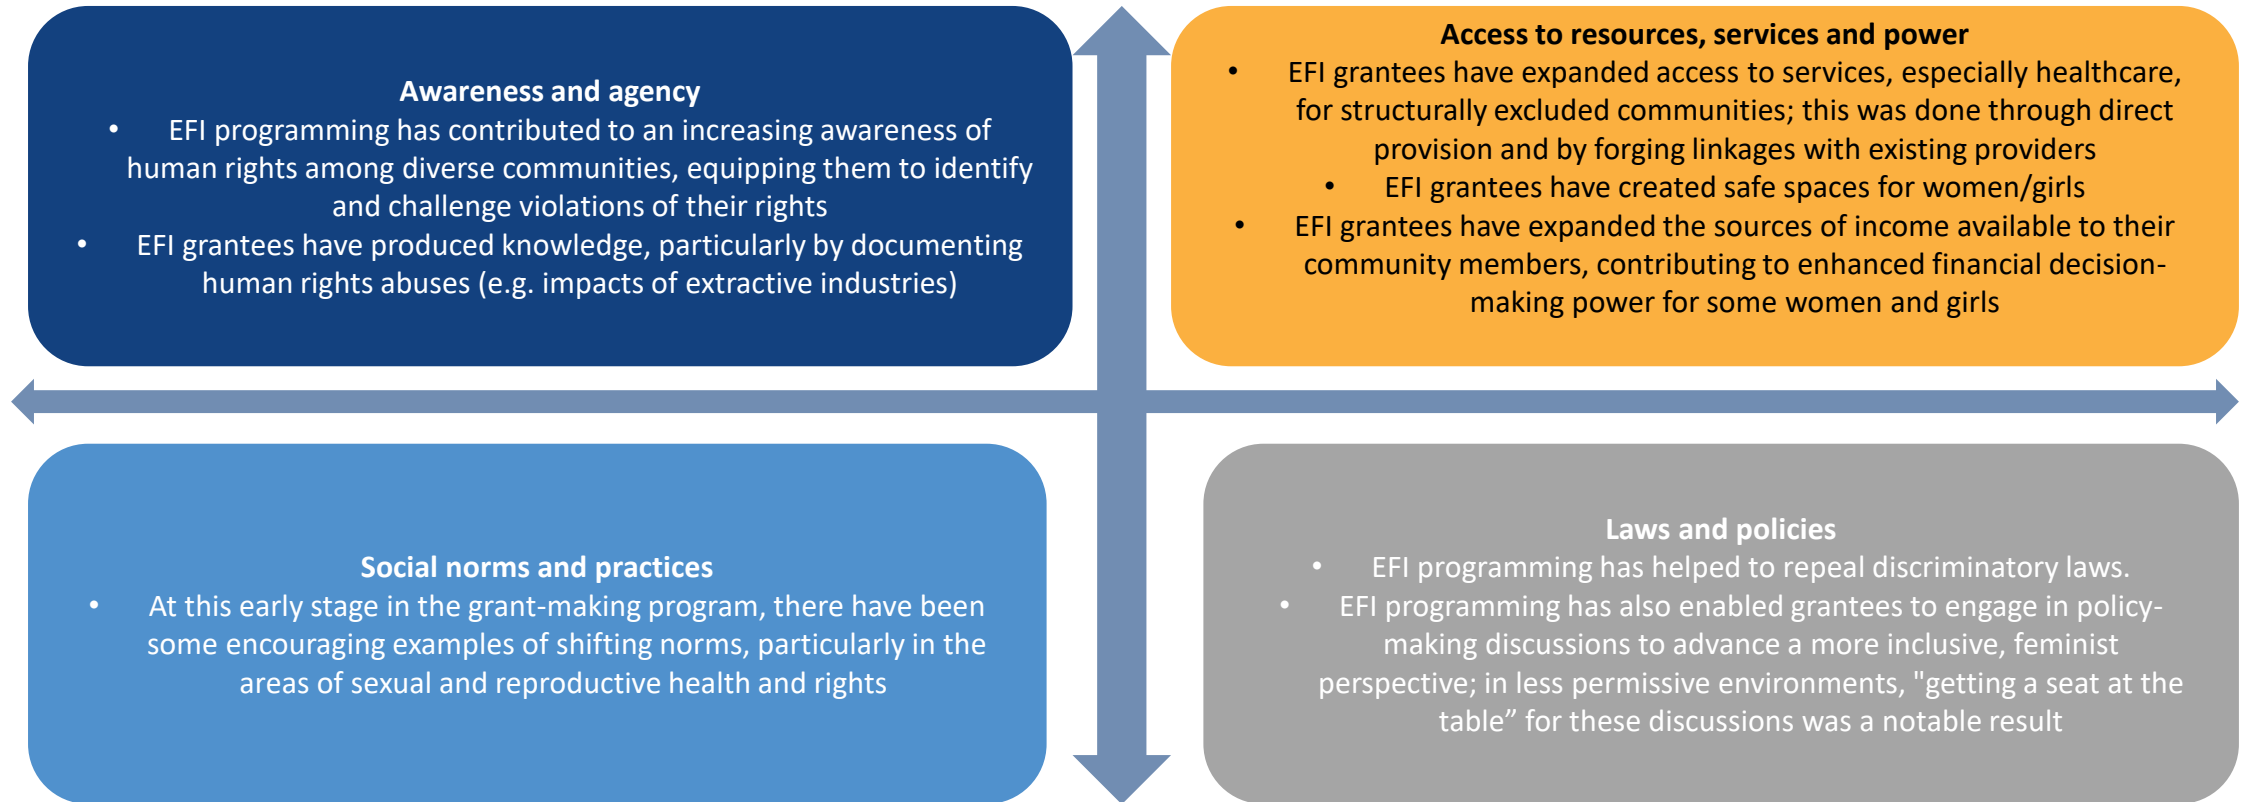 Awareness and agency
• EFI programming has contributed to an increasing awareness of
human rights among diverse communities, equipping them to identify
and challenge violations of their rights
• EFI grantees have produced knowledge, particularly by documenting
human rights abuses (e.g. impacts of extractive industries)
Access to resources, services and power
• EFI grantees have expanded access to services, especially healthcare,
for structurally excluded communities; this was done through direct
provision and by forging linkages with existing providers
• EFI grantees have created safe spaces for women/girls
• EFI grantees have expanded the sources of income available to their
community members, contributing to enhanced financial decision-
making power for some women and girls
Social norms and practices
• At this early stage in the grant-making program, there have been
some encouraging examples of shifting norms, particularly in the
areas of sexual and reproductive health and rights
Laws and policies
• EFI programming has helped to repeal discriminatory laws.
• EFI programming has also enabled grantees to engage in policy-
making discussions to advance a more inclusive, feminist
perspective; in less permissive environments, "getting a seat at the
table” for these discussions was a notable result